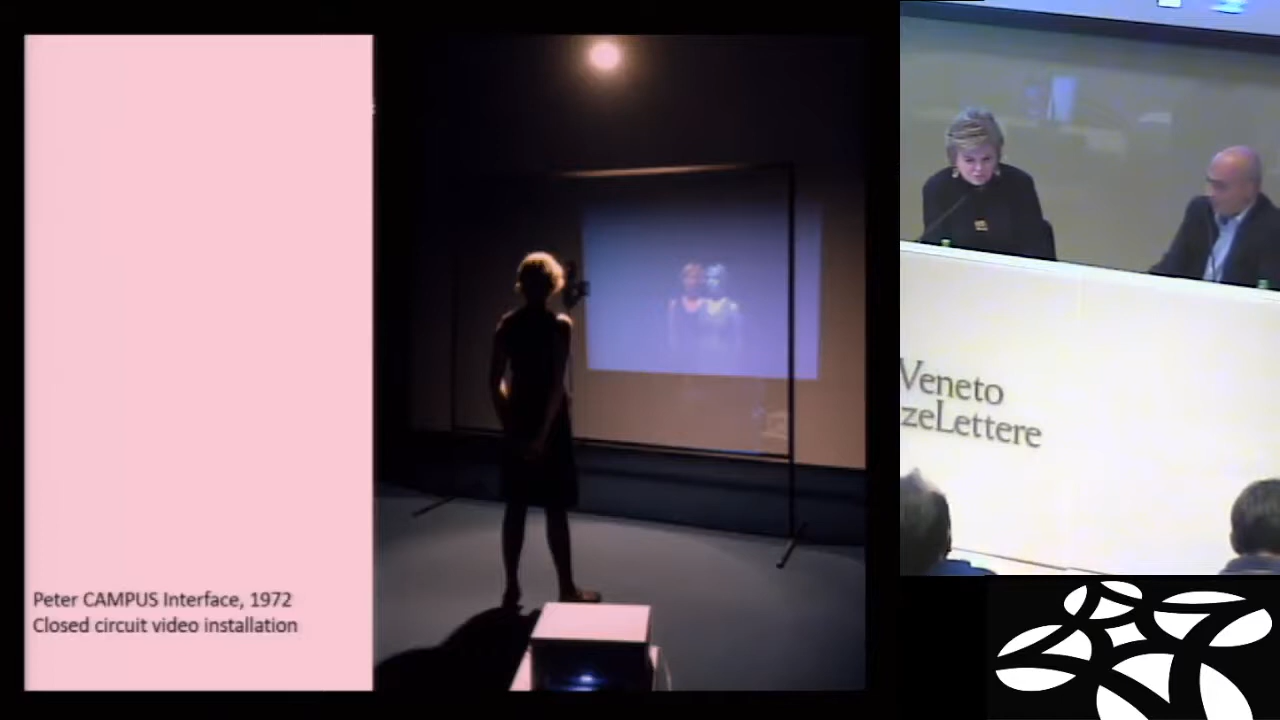 Peter CAMPUS Interface, 1972
Closed circuit video installation
Veneto
zeLettere